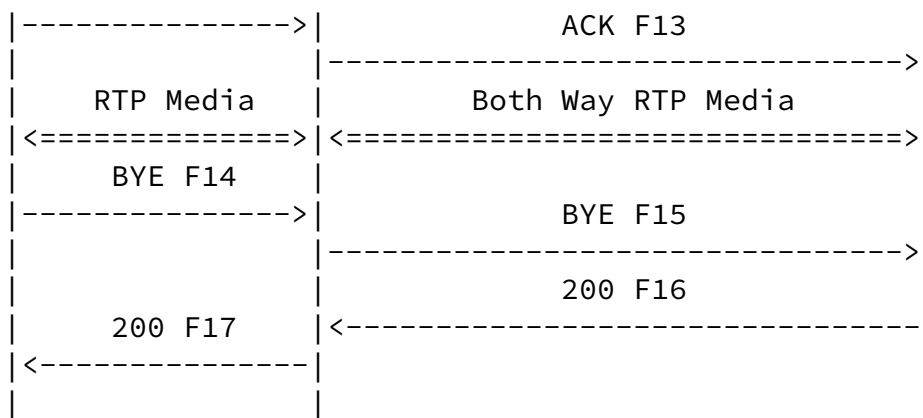 |--------------->|             ACK F13
|                |-------------------------------->
|    RTP Media   |        Both Way RTP Media
|<==============>|<===============================>
|     BYE F14    |
|--------------->|             BYE F15
|                |-------------------------------->
|                |             200 F16
|     200 F17    |<--------------------------------
|<---------------|
|                |